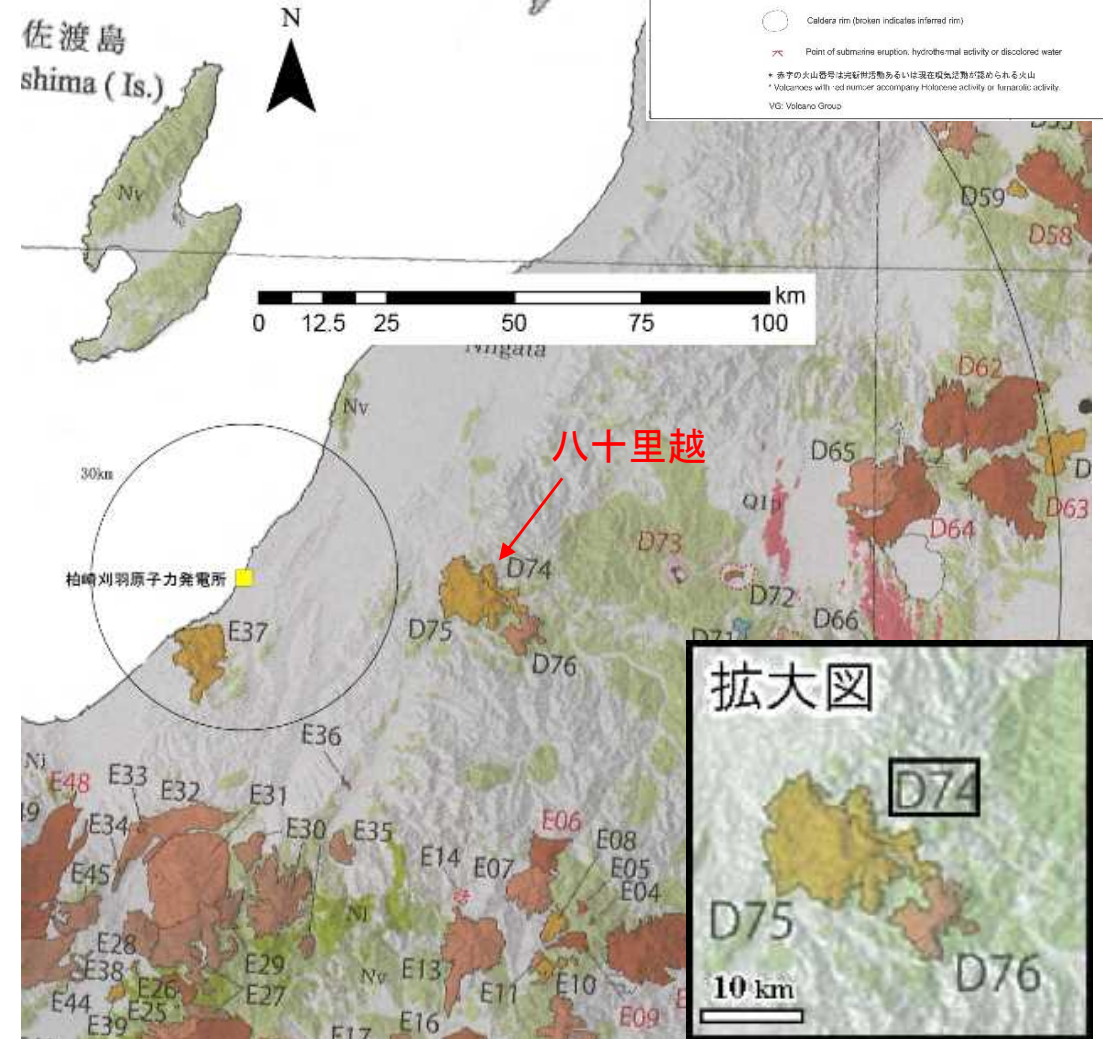 佐渡島
shima ( Is.)
N
Caldera rim (broken indicates inferred rim)
Point of submarine eruption, hydrothermal activity or discolored water
* 赤字の火山番号は完新世活動あるいは現在噴気活動が認められる火山
* Volcanoes with red number accompany Holocene activity or fumarolic activity.
VG: Volcano Group
Nv
D59
D58
km
0 12.5 25 50 75 100
Niigata
Nv
D62
八十里越
D65
D
30km
Q1p
D63
D64
D73
D74
柏崎刈羽原子力発電所
D72
D75
D66
E37
D71
D76
拡大図
D74
D75
D76
10 km
E36
Nj
E48
E33
E32
E31
E06
49
E34
E30
E35
E08
E14
E07
E05
E45
E04
Nj
E28
E29
Nv
E13
E38
E26
E27
E11
E10
E44
E25
E39
E16
E09
E
E17